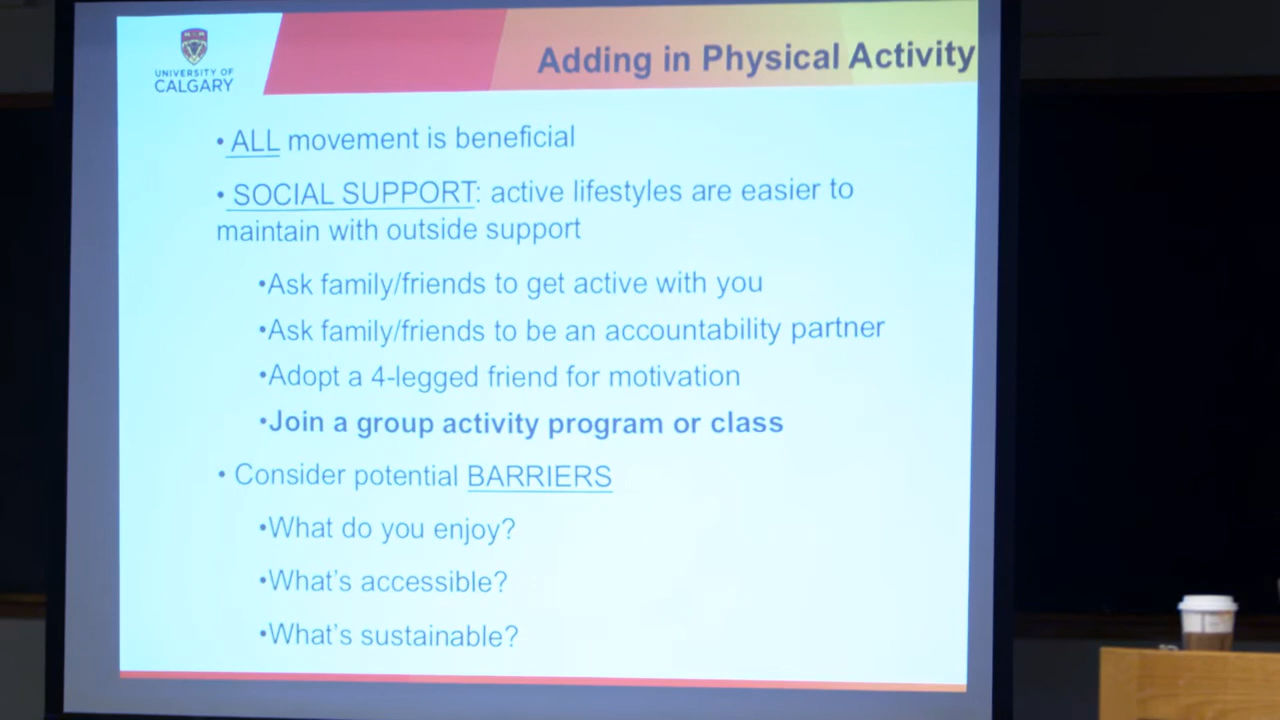 UNIVERSITY OF
CALGARY
Adding in Physical Activity
• ALL movement is beneficial
• SOCIAL SUPPORT: active lifestyles are easier to
maintain with outside support
•Ask family/friends to get active with you
•Ask family/friends to be an accountability partner
•Adopt a 4-legged friend for motivation
•Join a group activity program or class
• Consider potential BARRIERS
•What do you enjoy?
•What's accessible?
•What's sustainable?